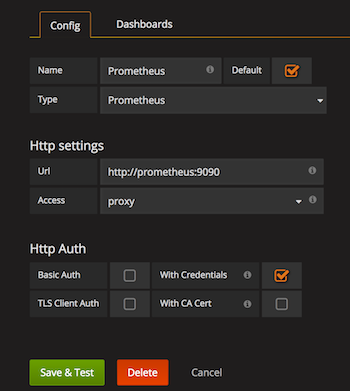 Config Dashboards
Name Prometheus Default
Type Prometheus
Http settings
Url http://prometheus:9090
Access proxy
Http Auth
Basic Auth With Credentials
TLS Client Auth With CA Cert
Save & Test Delete Cancel